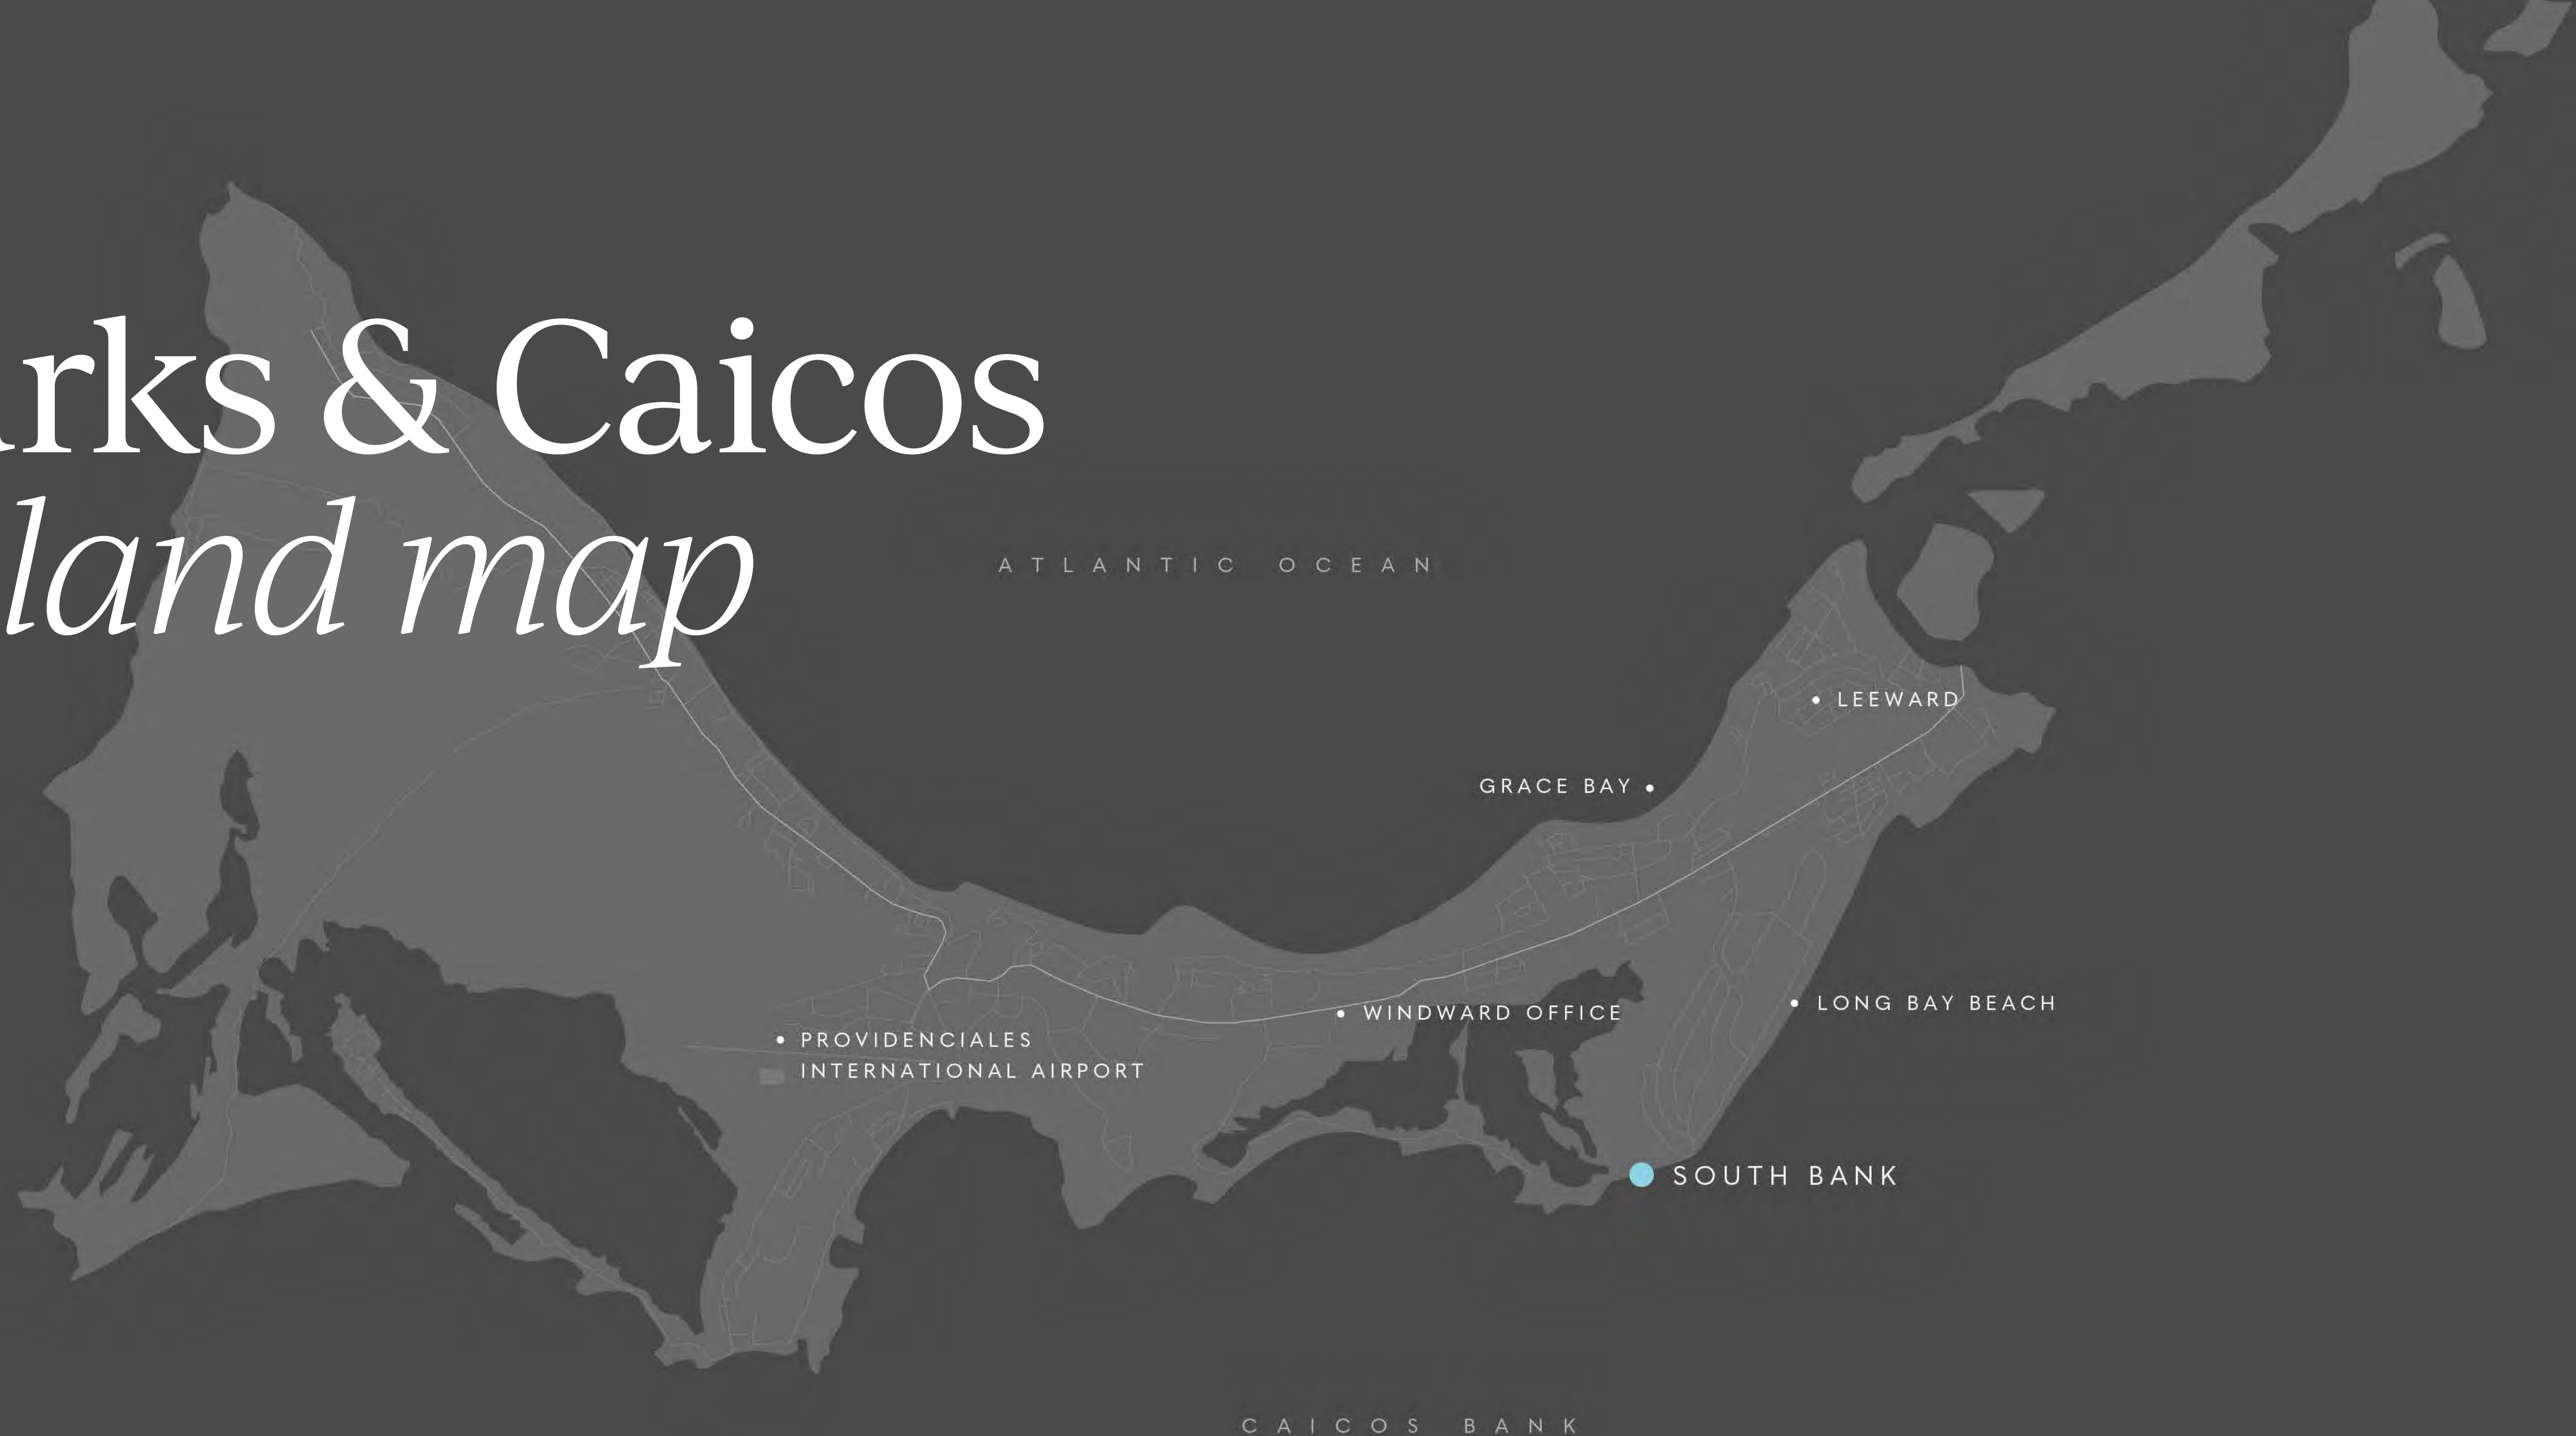 rks & Caicos
land map
ATLANTIC OCEAN
LEEWARD
GRACE BAY
LONG BAY BEACH
WINDWARD OFFICE
PROVIDENCIALES
INTERNATIONAL AIRPORT
SOUTH BANK
CAICOS BANK